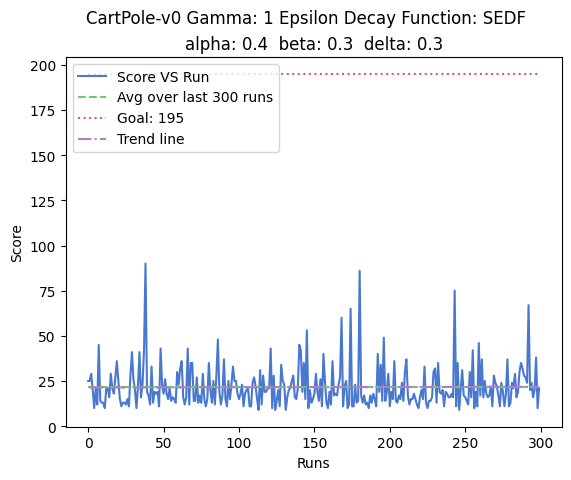 CartPole-v0 Gamma: 1 Epsilon Decay Function: SEDF
alpha: 0.4 beta: 0.3 delta: 0.3
Score VS Run
Avg over last 300 runs
Goal: 195
Trend line
200
175
150
125
100
75
50
25
0
Score
0 50 100 150 200 250 300
Runs